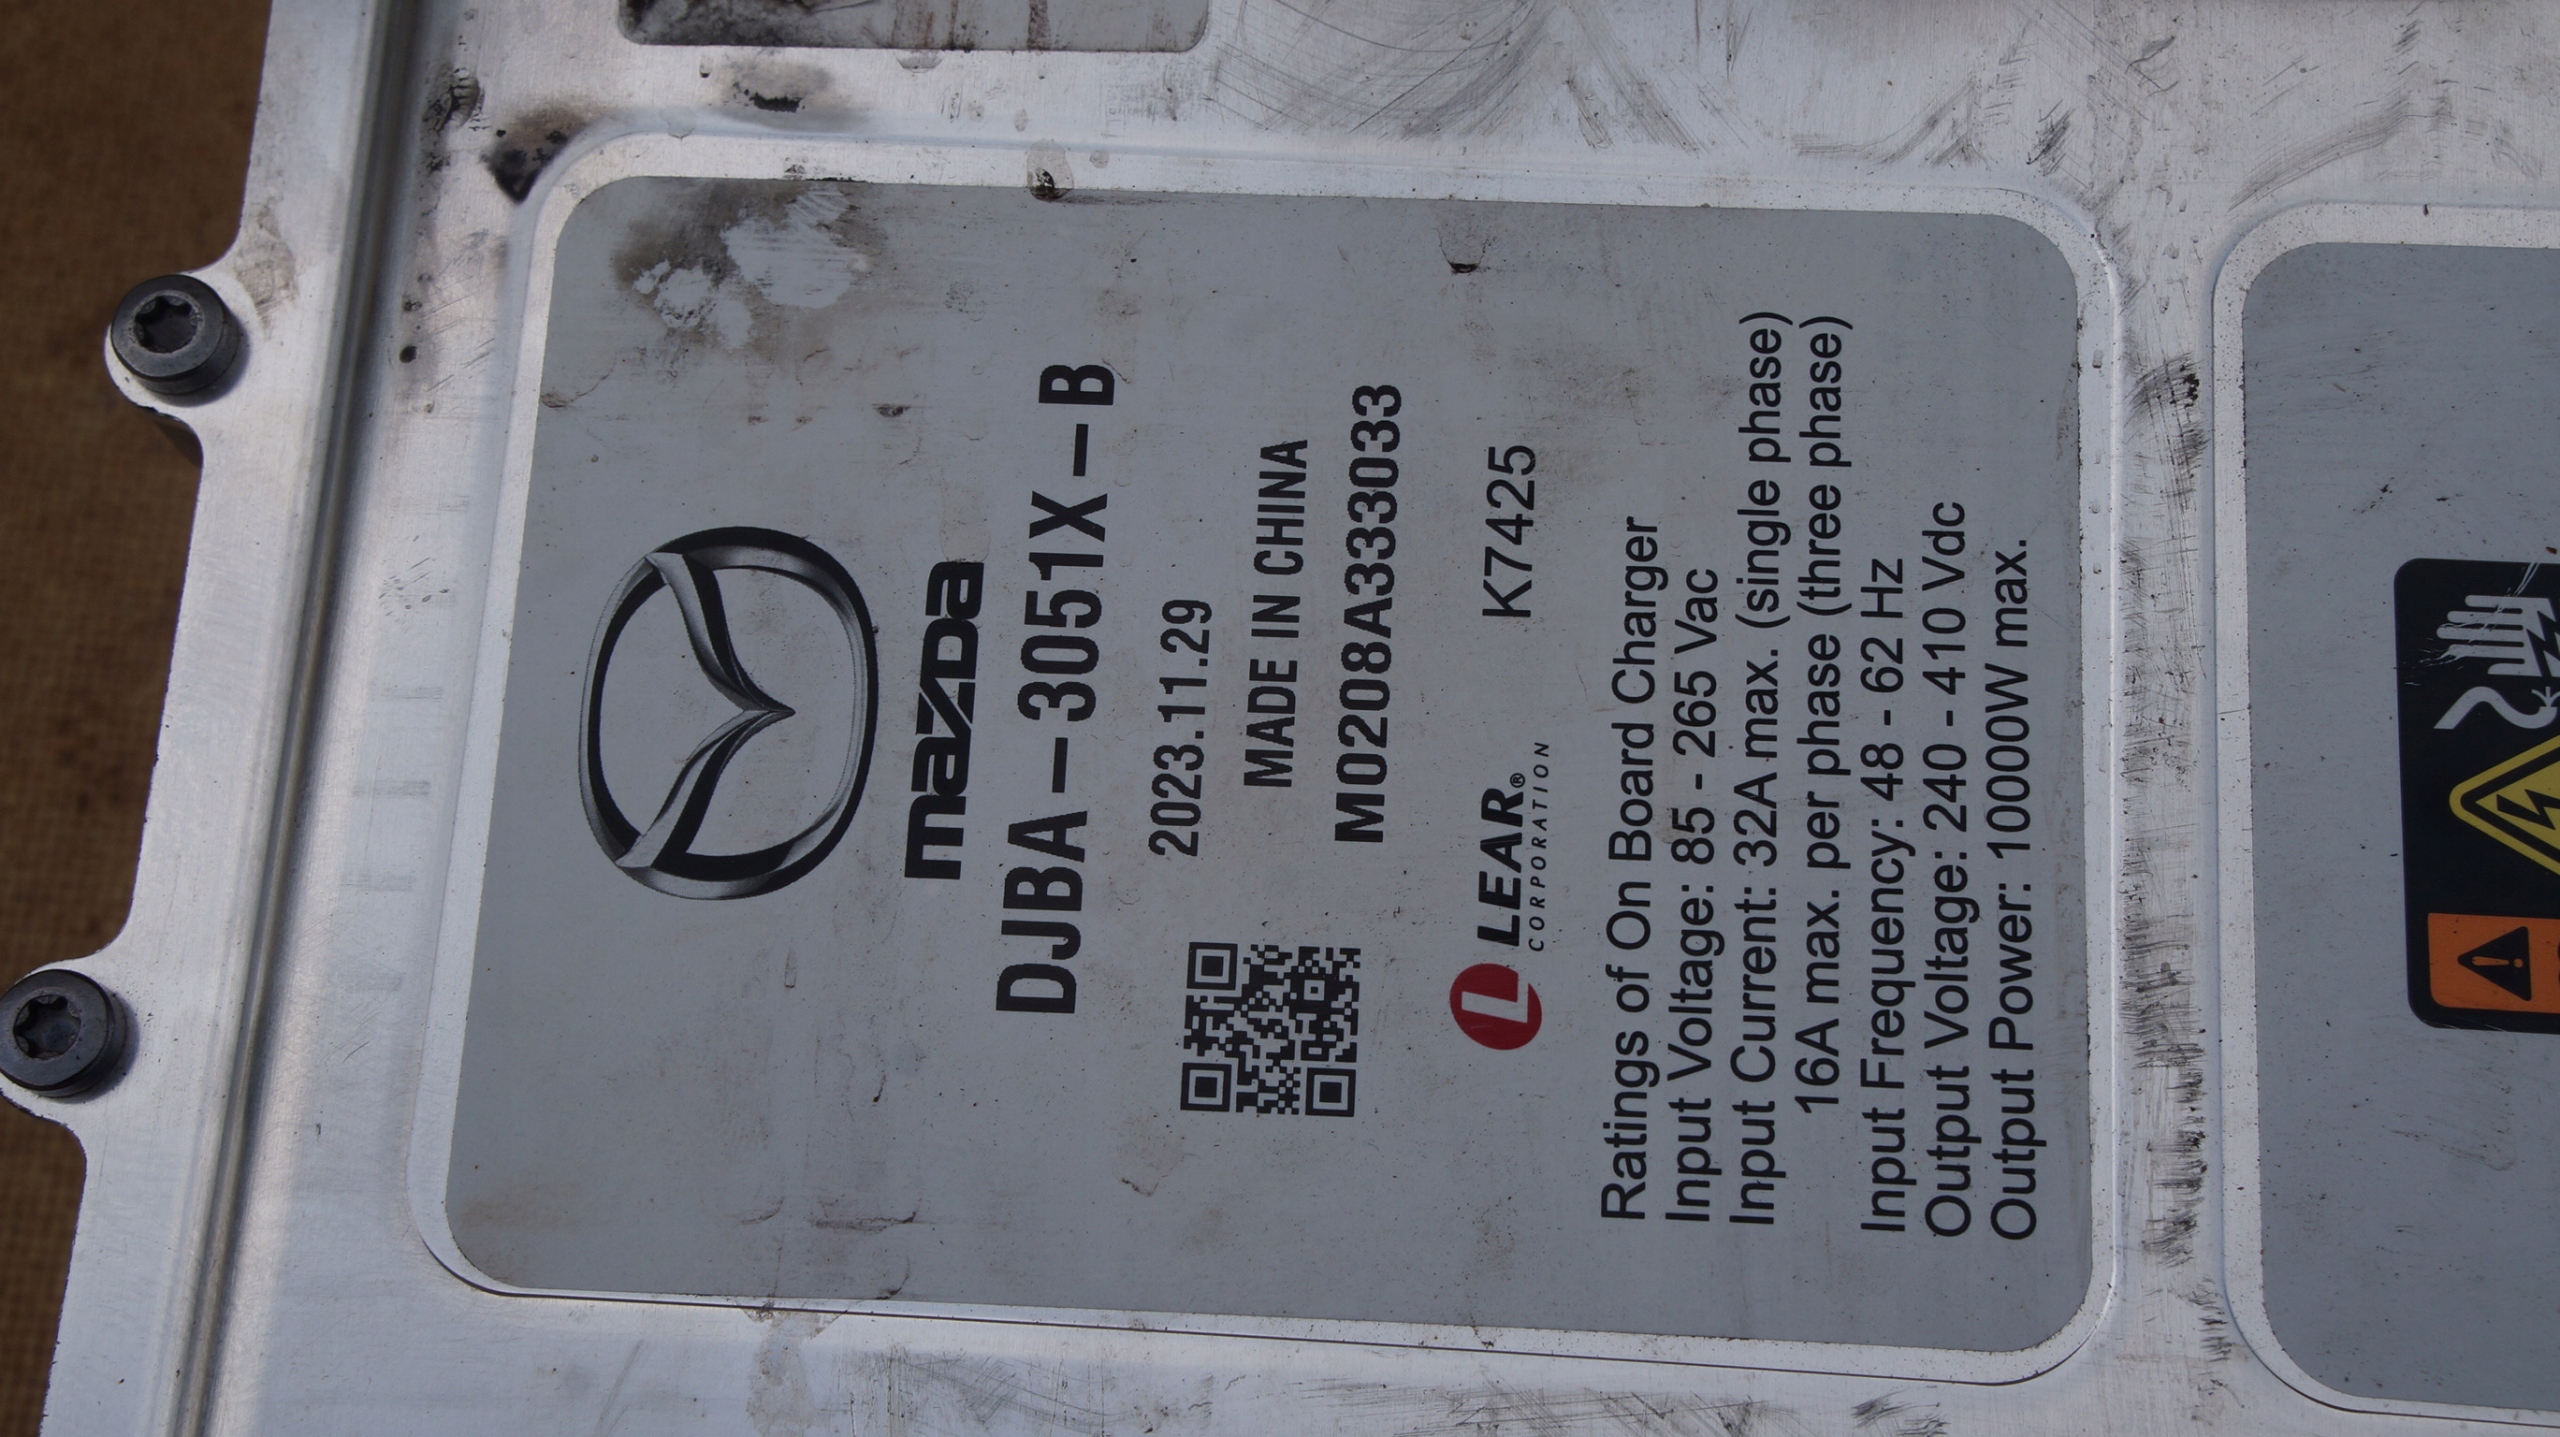 mazda
DJBA-3051X-B
2023.11.29
MADE IN CHINA
M0208A333033
LEAR®
CORPORATION
K7425
Ratings of On Board Charger
Input Voltage: 85 - 265 Vac
Input Current: 32A max. (single phase)
16A max. per phase (three phase)
Input Frequency: 48 - 62 Hz
Output Voltage: 240 - 410 Vdc
Output Power: 10000W max.